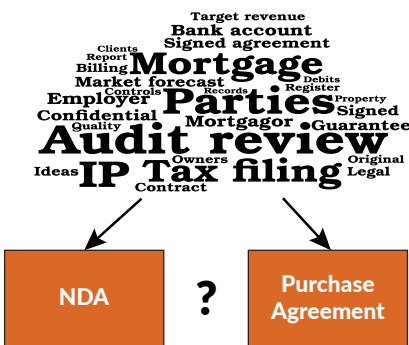 Target revenue
Bank account
Signed agreement
Clients
Report
Mortgage
Billing
Market forecast
Debits
Controls
Records
Register
Employer
Parties
Property
Confidential
Mortgagor
Signed
Quality
Guarantee
Audit review
Owners
Original
Ideas
IP
Tax filing
Legal
Contract
NDA
?
Purchase
Agreement